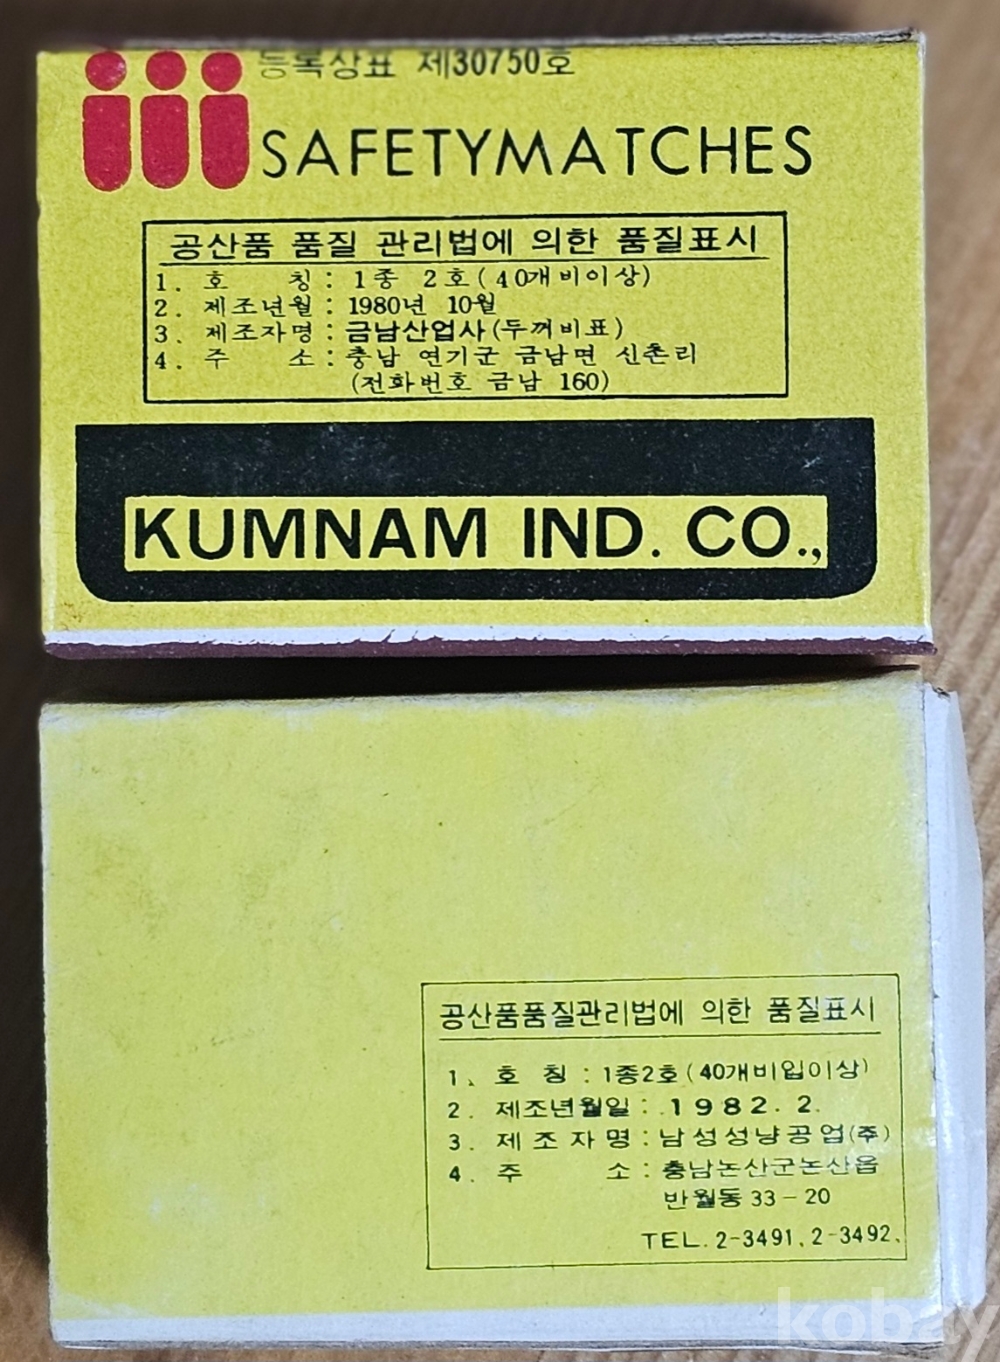 등록상표 제30750호
SAFETYMATCHES
공산품 품질 관리법에 의한 품질표시
1. 호 칭 : 1종 2호(40개비이상)
2. 제조년월 : 1980년 10월
3. 제조자명 : 금남산업사(두꺼비표)
4. 주 소 : 충남 연기군 금남면 신촌리
(전화번호 금남 160)
KUMNAM IND. CO.,
공산품품질관리법에 의한 품질표시
1. 호 칭 : 1종2호(40개비입이상)
2. 제조년월일 : 1982. 2.
3. 제조자명 : 남성성냥공업(주)
4. 주 소 : 충남논산군논산읍
반월동 33-20
TEL. 2-3491, 2-3492.
kobay